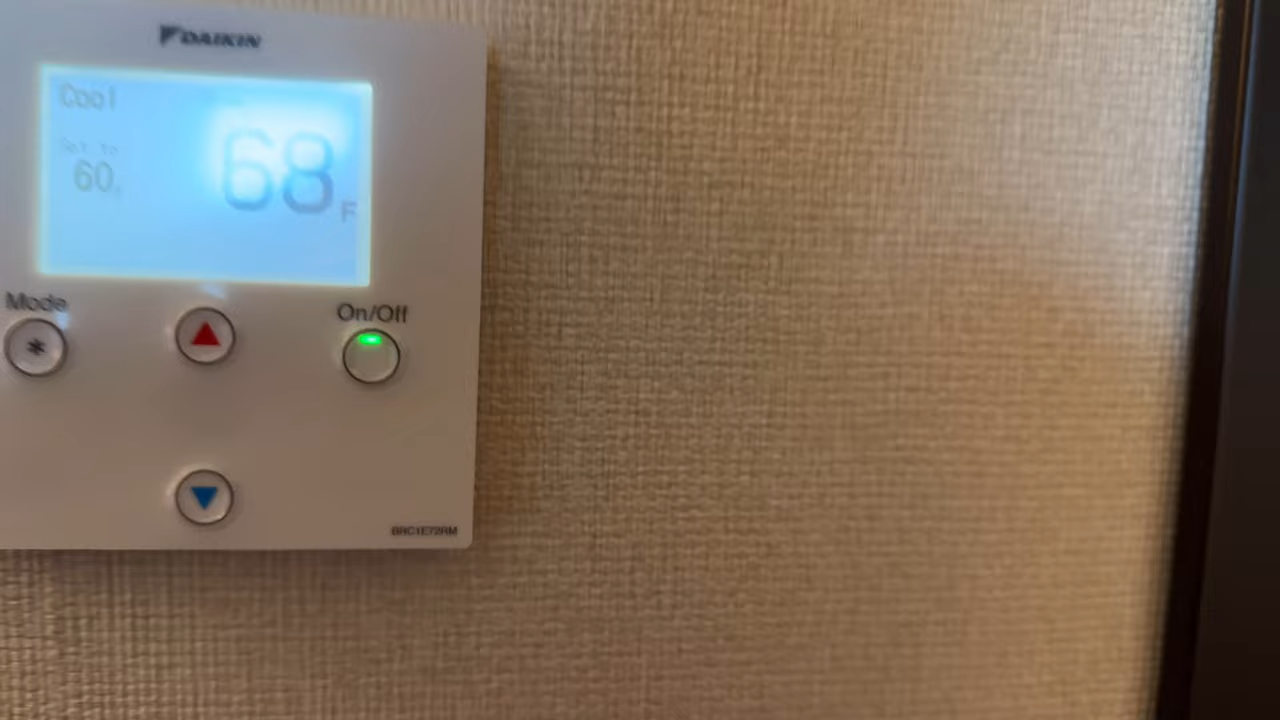 DAIKIN
Cool
Set to
60
68
F
Mode
On/Off
BRC1E72RM